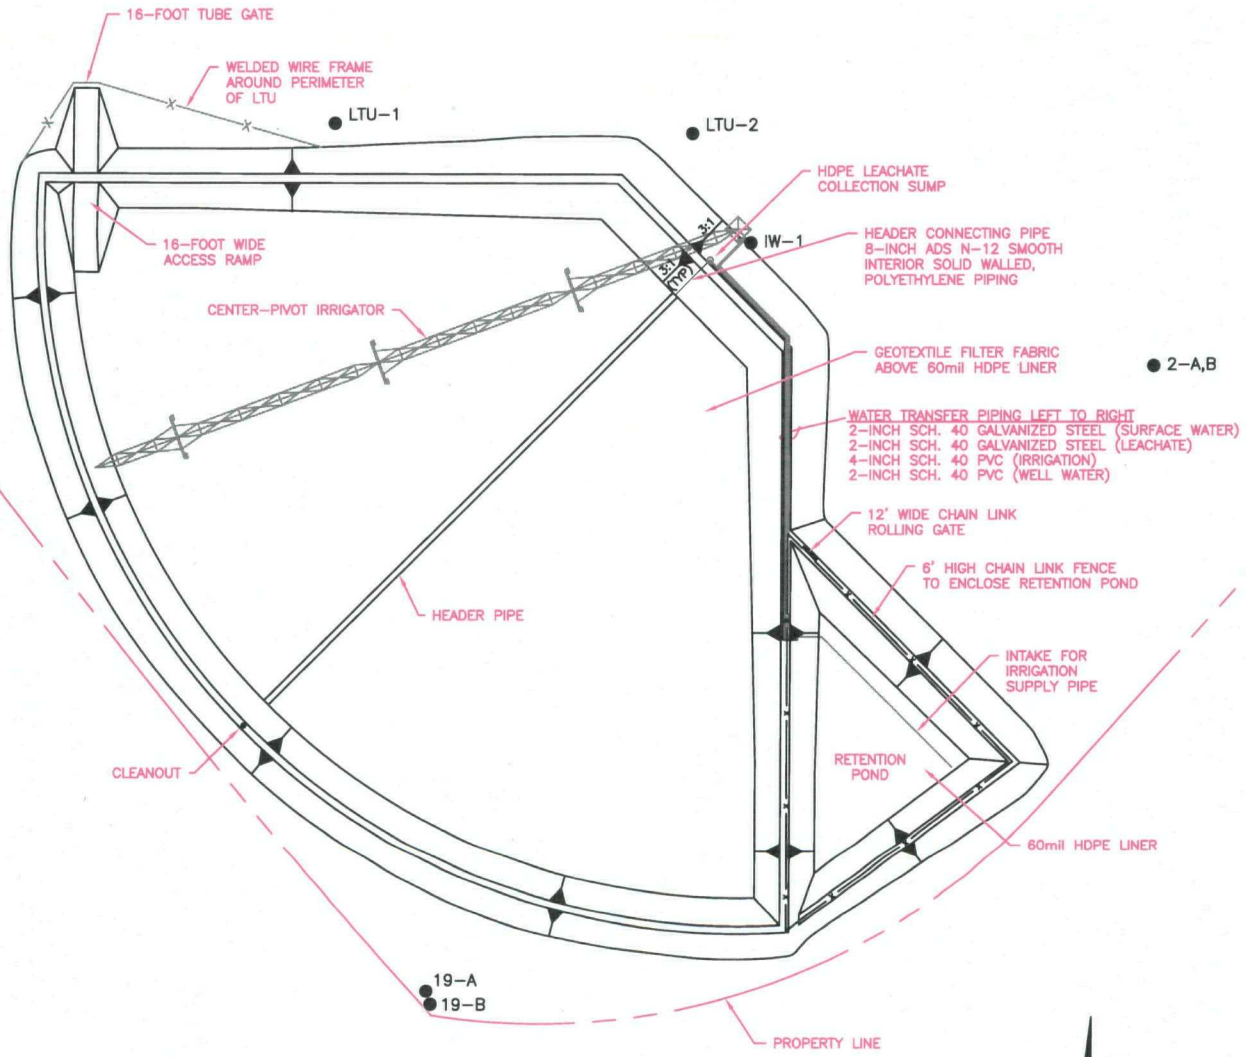 16-FOOT TUBE GATE
WELDED WIRE FRAME
AROUND PERIMETER
OF LTU
LTU-1
LTU-2
HDPE LEACHATE
COLLECTION SUMP
3:1
IW-1
HEADER CONNECTING PIPE
8-INCH ADS N-12 SMOOTH
INTERIOR SOLID WALLED,
POLYETHYLENE PIPING
16-FOOT WIDE
ACCESS RAMP
3:1
(TYP)
CENTER-PIVOT IRRIGATOR
GEOTEXTILE FILTER FABRIC
ABOVE 60mil HDPE LINER
2-A,B
WATER TRANSFER PIPING LEFT TO RIGHT
2-INCH SCH. 40 GALVANIZED STEEL (SURFACE WATER)
2-INCH SCH. 40 GALVANIZED STEEL (LEACHATE)
4-INCH SCH. 40 PVC (IRRIGATION)
2-INCH SCH. 40 PVC (WELL WATER)
12' WIDE CHAIN LINK
ROLLING GATE
6' HIGH CHAIN LINK FENCE
TO ENCLOSE RETENTION POND
HEADER PIPE
INTAKE FOR
IRRIGATION
SUPPLY PIPE
CLEANOUT
RETENTION
POND
60mil HDPE LINER
19-A
19-B
PROPERTY LINE